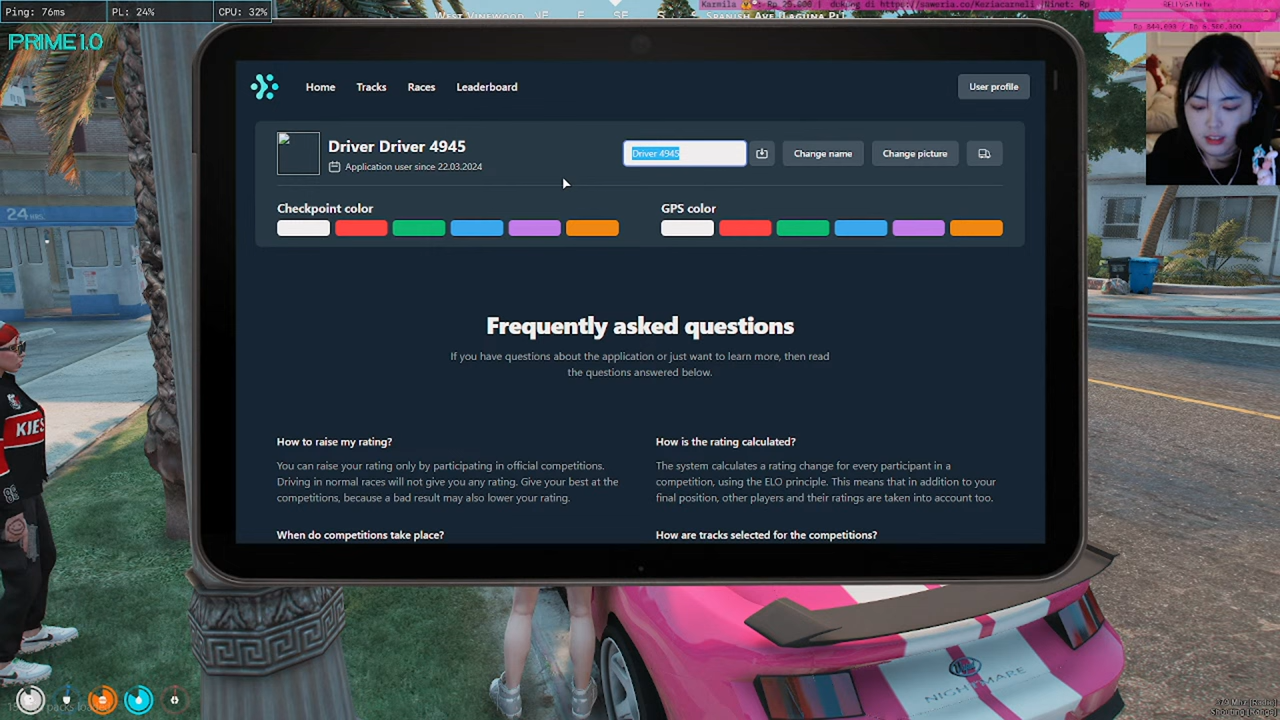 Ping: 76ms PL: 24% CPU: 32%
PRIME1.0
Home Tracks Races Leaderboard
User profile
Driver Driver 4945
Application user since 22.03.2024
Driver 4945
Change name
Change picture
Checkpoint color
GPS color
Frequently asked questions
If you have questions about the application or just want to learn more, then read
the questions answered below.
How to raise my rating?
You can raise your rating only by participating in official competitions.
Driving in normal races will not give you any rating. Give your best at the
competitions, because a bad result may also lower your rating.
How is the rating calculated?
The system calculates a rating change for every participant in a
competition, using the ELO principle. This means that in addition to your
final position, other players and their ratings are taken into account too.
When do competitions take place?
How are tracks selected for the competitions?
24
KIES
NIGHTMARE